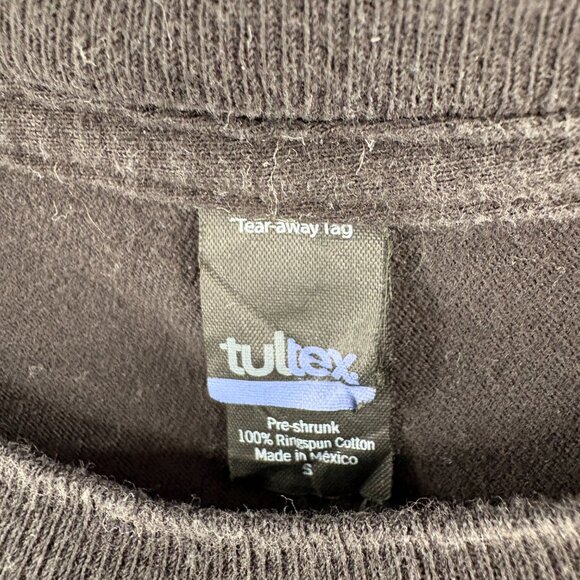 Tear-away Tag
tultex®
Pre-shrunk
100% Ringspun Cotton
Made in México
S